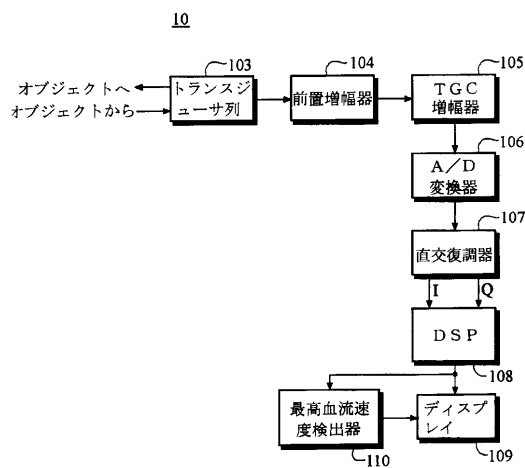 10
103
104
105
オブジェクトへ
オブジェクトから
トランスジ
ューサ列
前置増幅器
TGC
増幅器
106
A/D
変換器
107
直交復調器
I
Q
DSP
108
最高血流速
度検出器
ディスプ
レイ
110
109